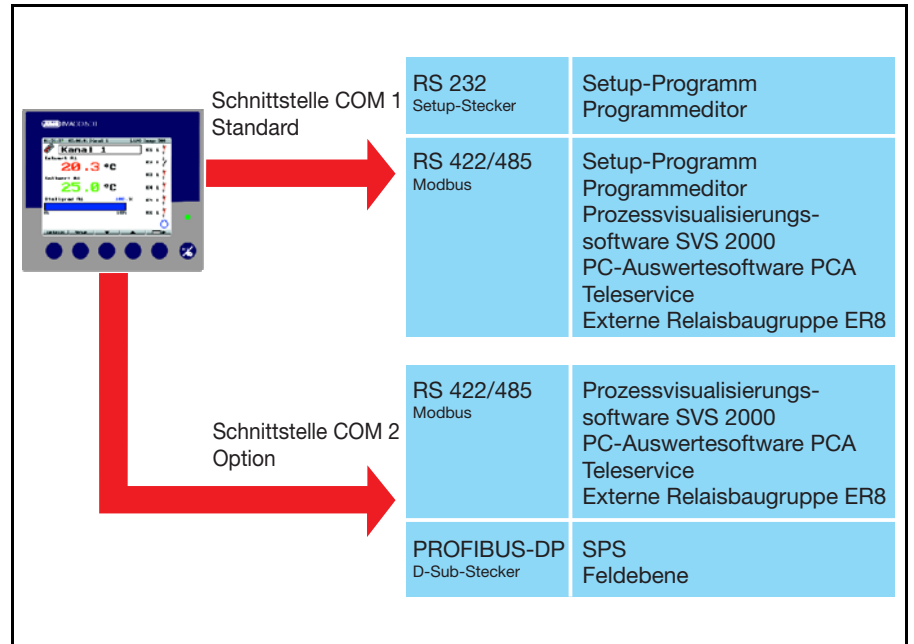 Schnittstelle COM 1
Standard
RS 232
Setup-Stecker
Setup-Programm
Programmeditor
RS 422/485
Modbus
Setup-Programm
Programmeditor
Prozessvisualisierungs-
software SVS 2000
PC-Auswertesoftware PCA
Teleservice
Externe Relaisbaugruppe ER8
Kanal 1
20.3 °C
25.0 °C
Schnittstelle COM 2
Option
RS 422/485
Modbus
Prozessvisualisierungs-
software SVS 2000
PC-Auswertesoftware PCA
Teleservice
Externe Relaisbaugruppe ER8
PROFIBUS-DP
D-Sub-Stecker
SPS
Feldebene